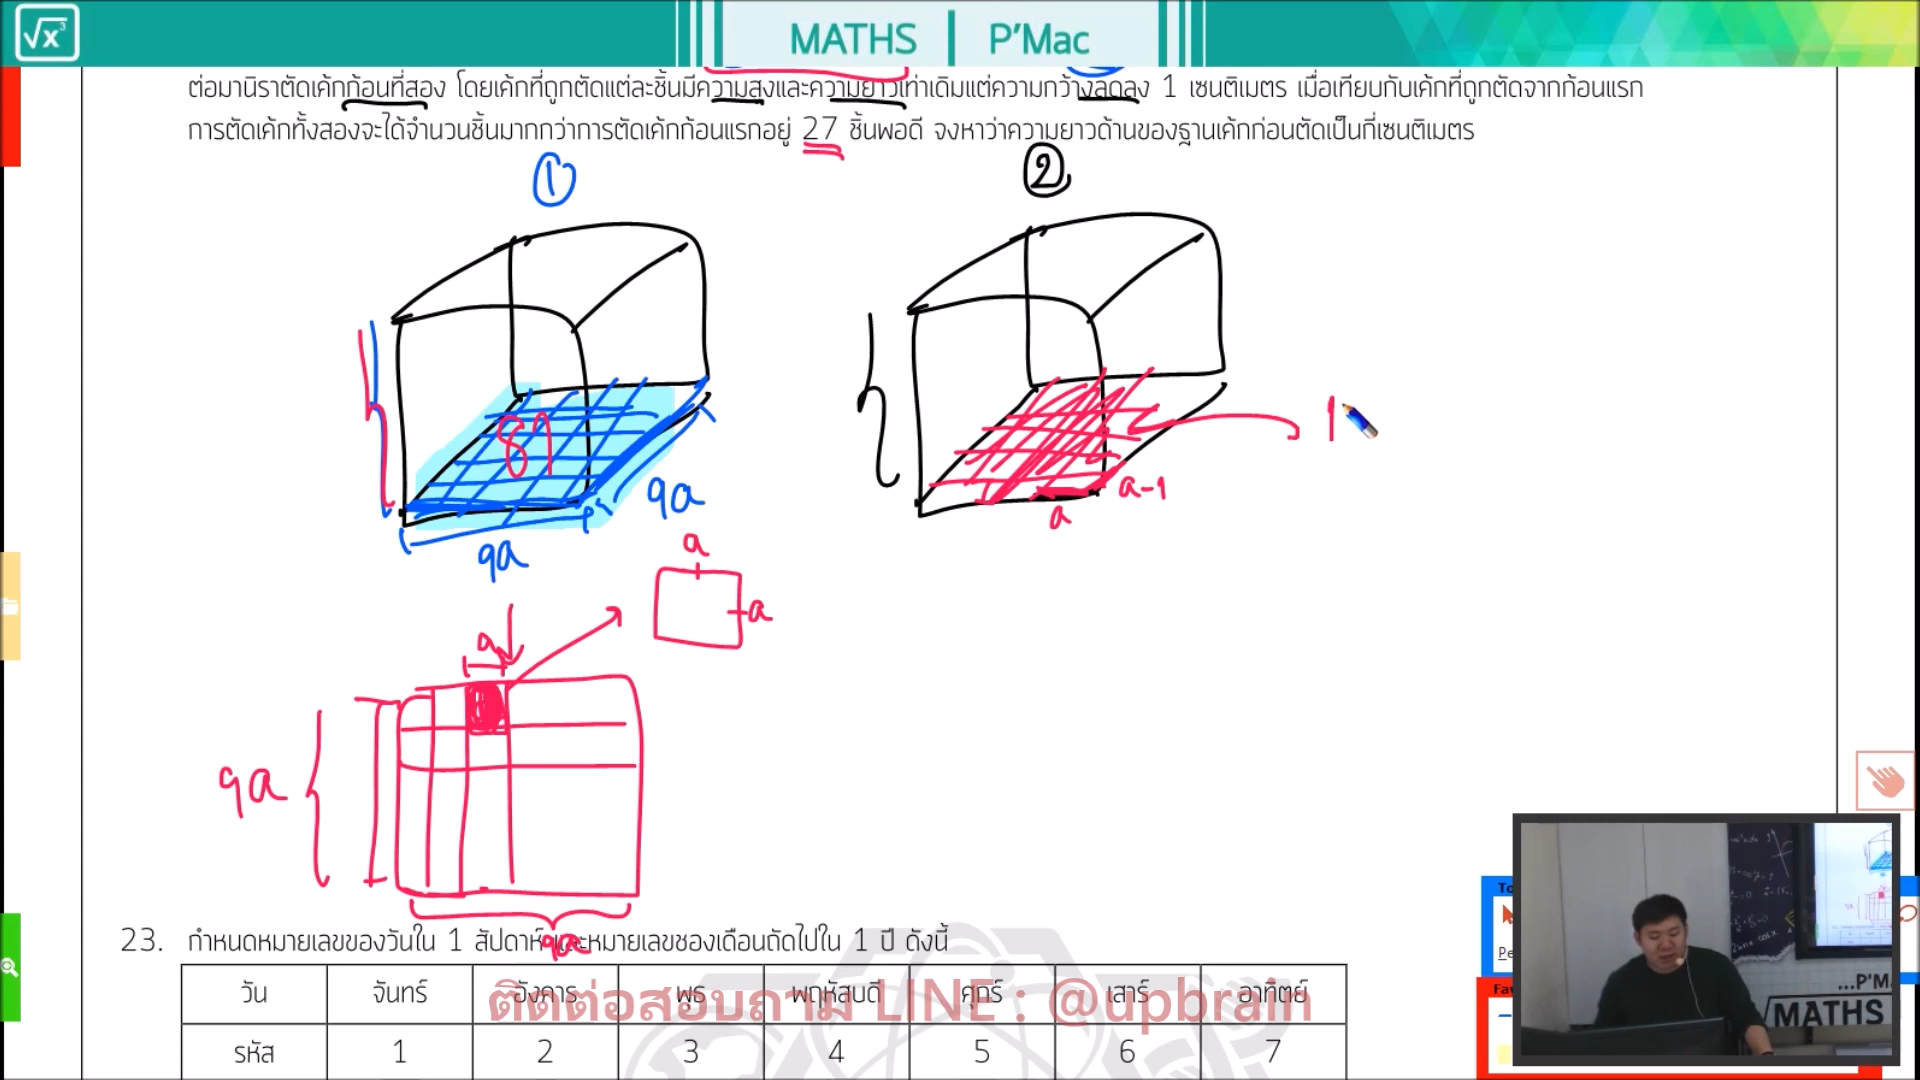 √x³
MATHS | P'Mac
ต่อมานิราตัดเค้กก้อนที่สอง โดยเค้กที่ถูกตัดแต่ละชิ้นมีความสูงและความยาวเท่าเดิมแต่ความกว้างลดลง 1 เซนติเมตร เมื่อเทียบกับเค้กที่ถูกตัดจากก้อนแรก
การตัดเค้กทั้งสองจะได้จำนวนชิ้นมากกว่าการตัดเค้กก้อนแรกอยู่ 27 ชิ้นพอดี จงหาว่าความยาวด้านของฐานเค้กก่อนตัดเป็นกี่เซนติเมตร
1
2
81
9a
9a
a-1
a
1
a
a
a
9a
9a
23. กำหนดหมายเลขของวันใน 1 สัปดาห์ และหมายเลขของเดือนถัดไปใน 1 ปี ดังนี้
วัน จันทร์ อังคาร พุธ พฤหัสบดี ศุกร์ เสาร์ อาทิตย์
ติดต่อสอบถาม LINE : @upbrain
รหัส 1 2 3 4 5 6 7
To
Pe
Fav
...P'M
√MATHS